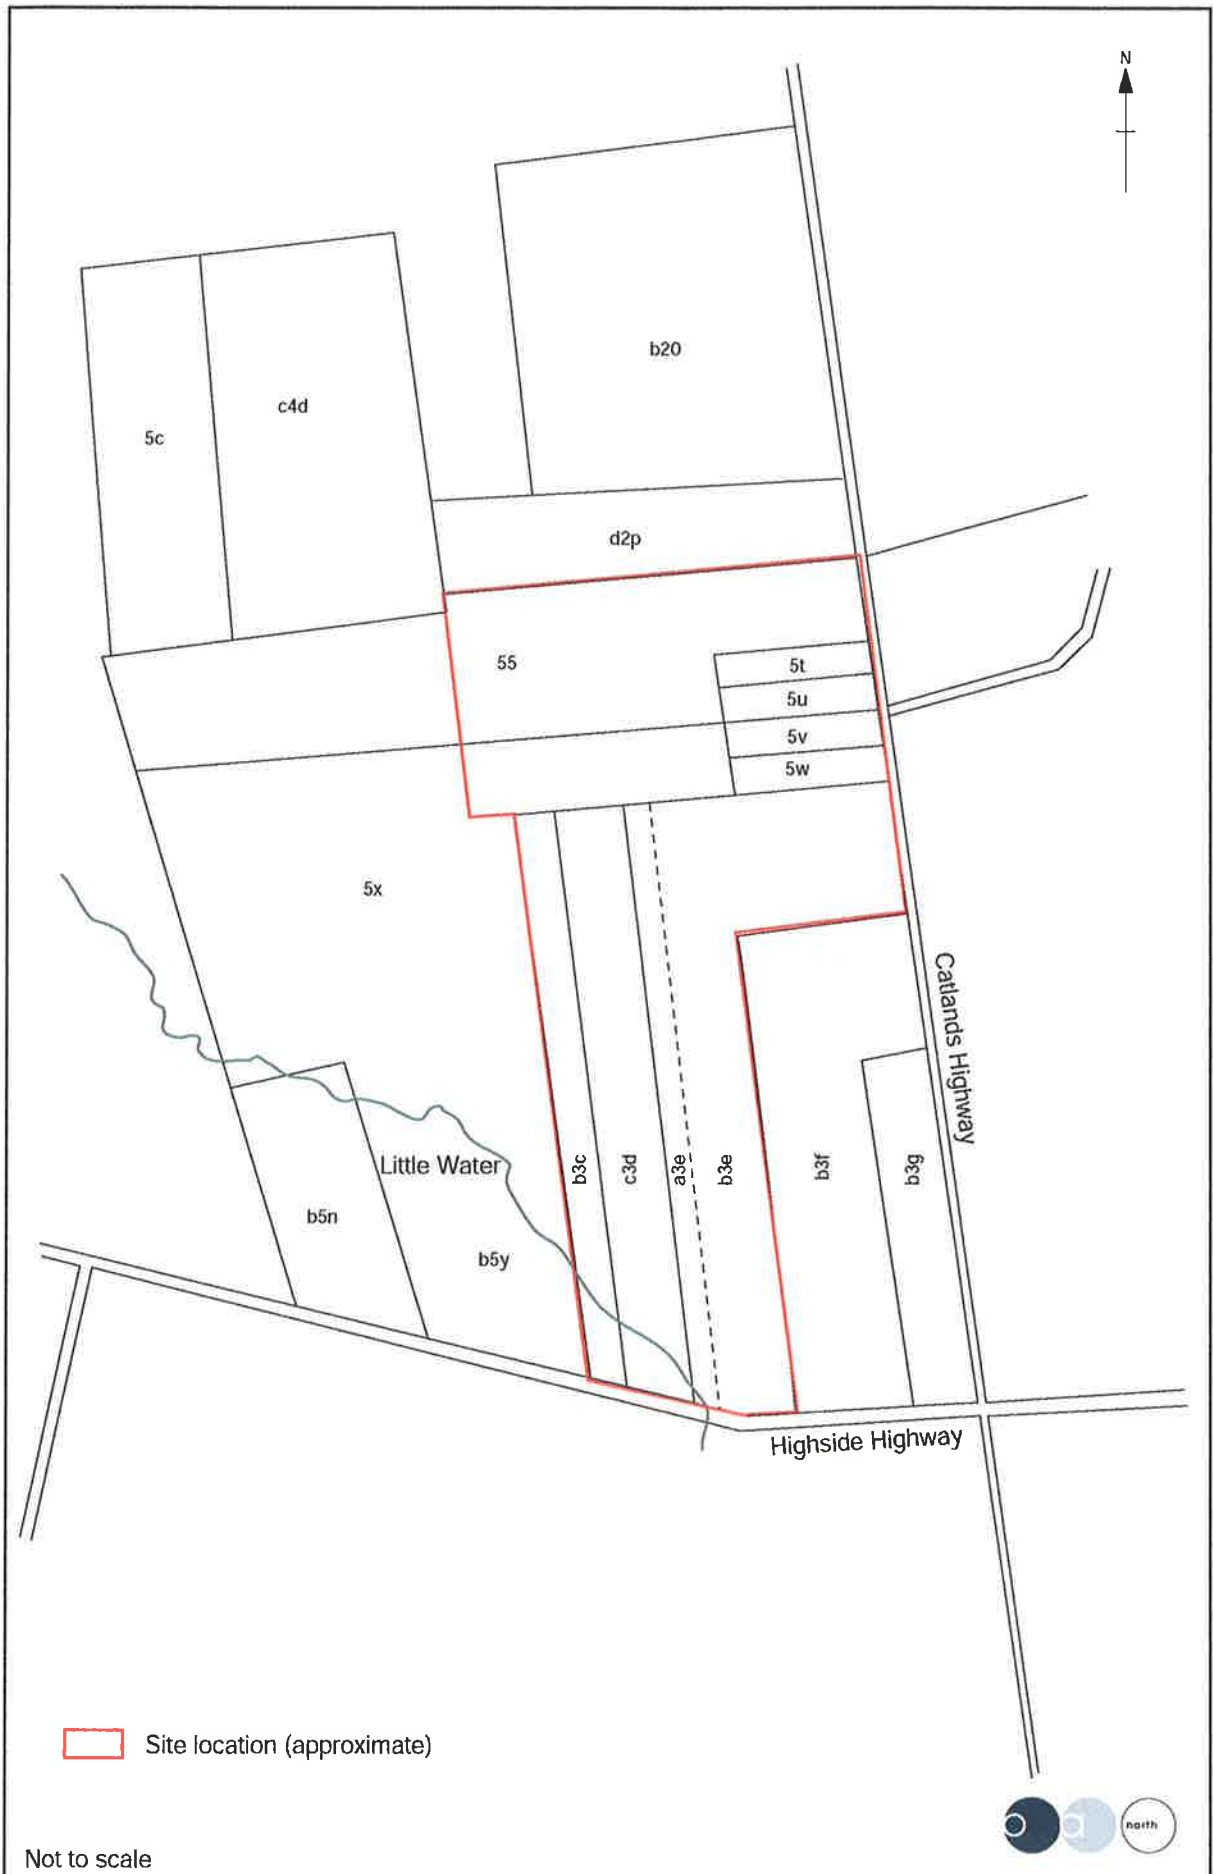 N
b20
c4d
5c
d2p
55
5t
5u
5v
5w
5x
Catlands Highway
b3c
c3d
a3e
b3e
b3f
b3g
Little Water
b5n
b5y
Highside Highway
Site location (approximate)
o a north
Not to scale